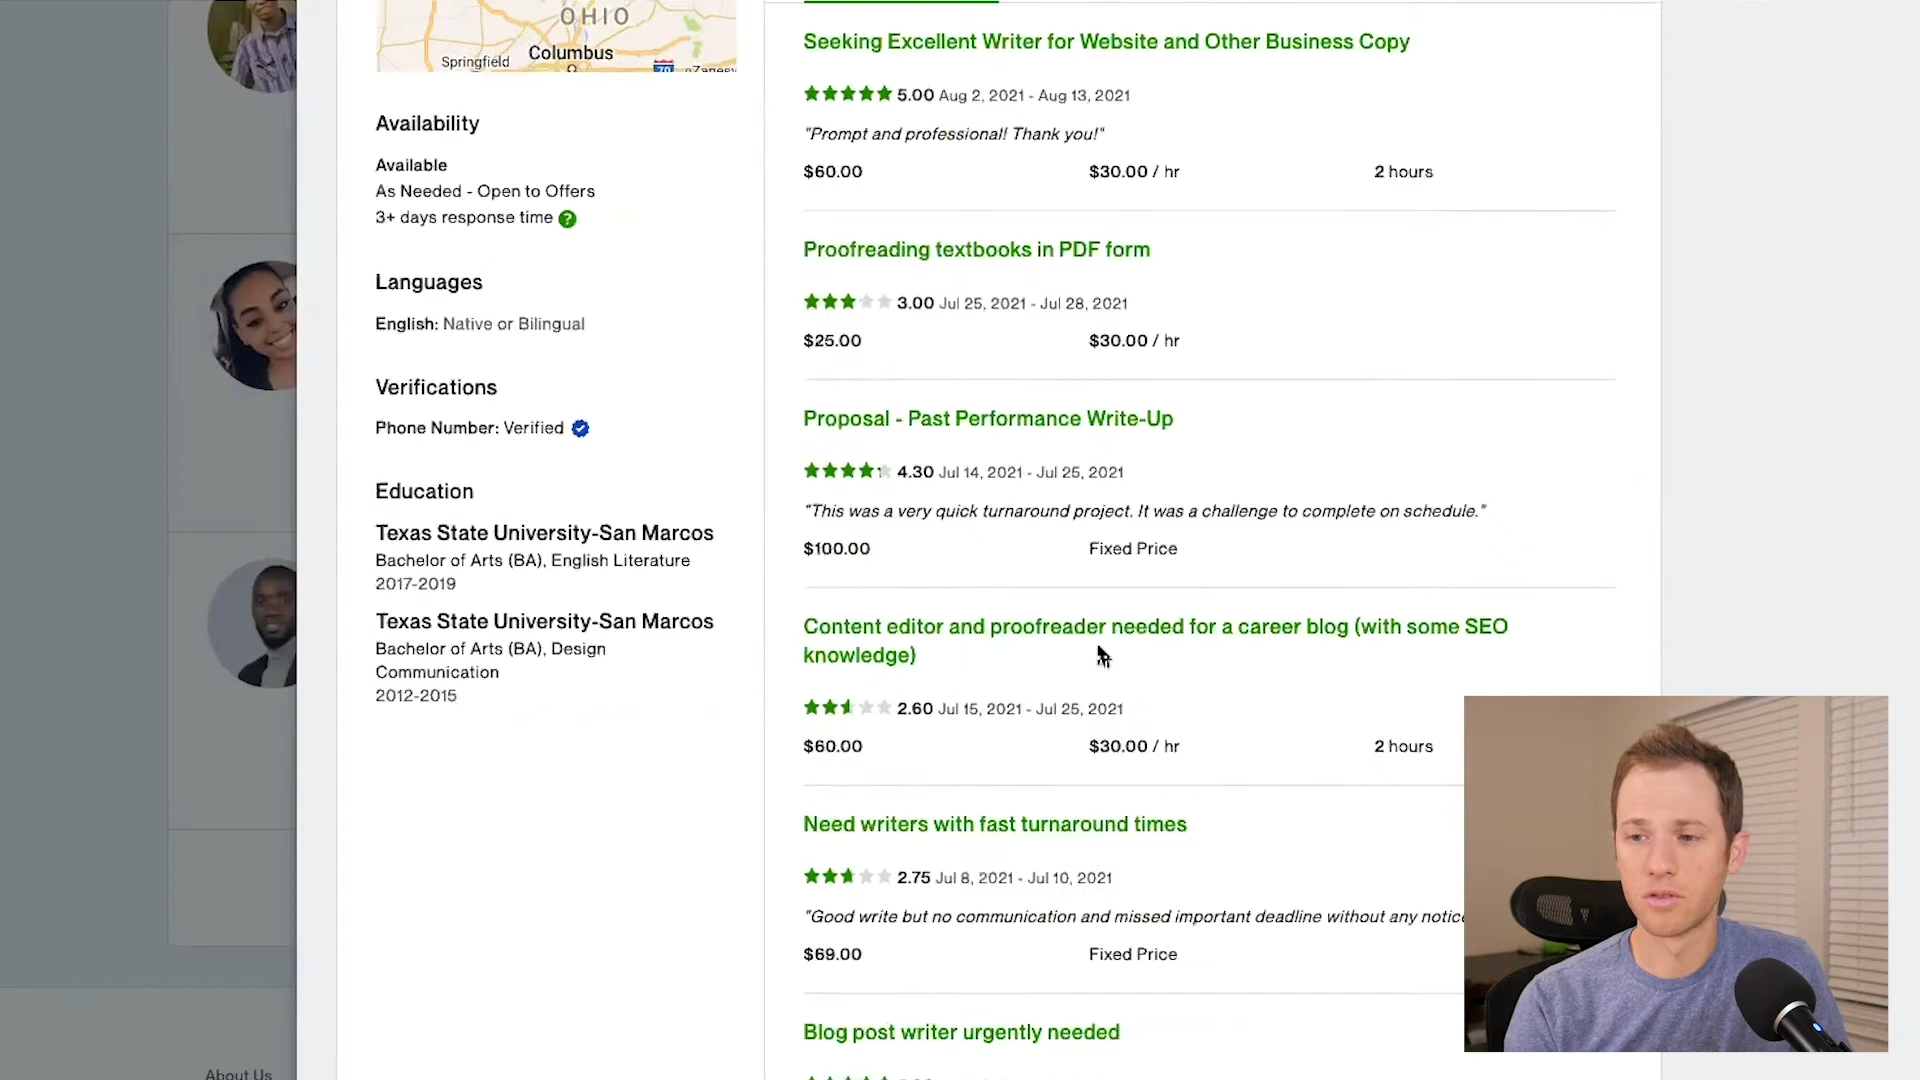 OHIO
Columbus
Springfield
70
Availability
Available
As Needed - Open to Offers
3+ days response time ?
Languages
English: Native or Bilingual
Verifications
Phone Number: Verified
Education
Texas State University-San Marcos
Bachelor of Arts (BA), English Literature
2017-2019
Texas State University-San Marcos
Bachelor of Arts (BA), Design
Communication
2012-2015
Seeking Excellent Writer for Website and Other Business Copy
5.00 Aug 2, 2021 - Aug 13, 2021
"Prompt and professional! Thank you!"
$60.00 $30.00 / hr 2 hours
Proofreading textbooks in PDF form
3.00 Jul 25, 2021 - Jul 28, 2021
$25.00 $30.00 / hr
Proposal - Past Performance Write-Up
4.30 Jul 14, 2021 - Jul 25, 2021
"This was a very quick turnaround project. It was a challenge to complete on schedule."
$100.00 Fixed Price
Content editor and proofreader needed for a career blog (with some SEO
knowledge)
2.60 Jul 15, 2021 - Jul 25, 2021
$60.00 $30.00 / hr 2 hours
Need writers with fast turnaround times
2.75 Jul 8, 2021 - Jul 10, 2021
"Good write but no communication and missed important deadline without any notic
$69.00 Fixed Price
Blog post writer urgently needed
About Us